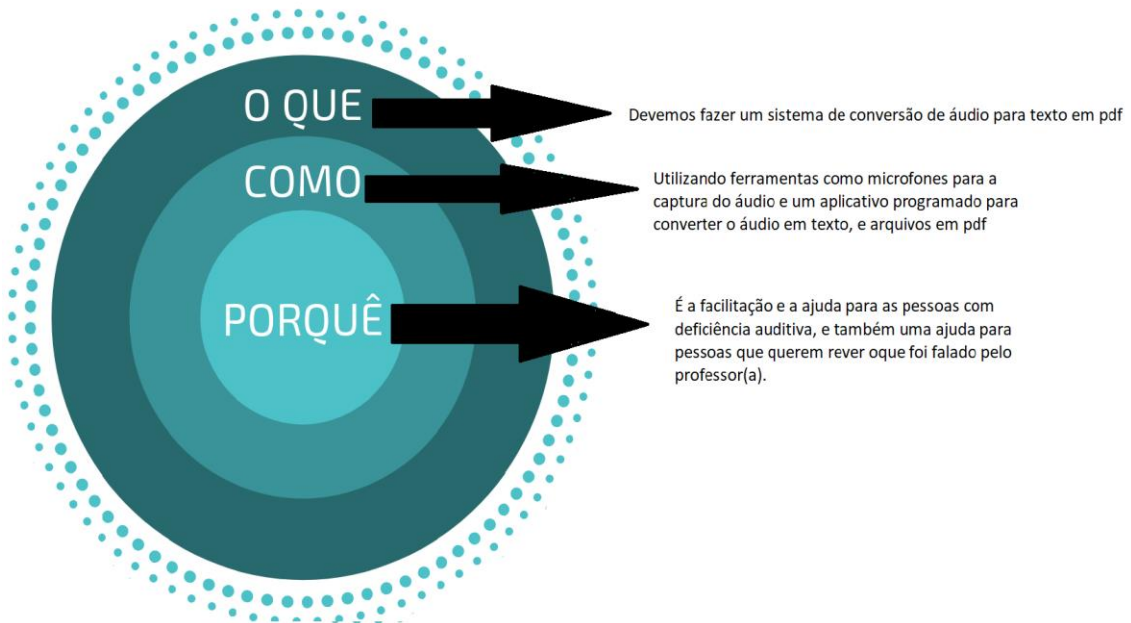 O QUE
Devemos fazer um sistema de conversão de áudio para texto em pdf
COMO
Utilizando ferramentas como microfones para a
captura do áudio e um aplicativo programado para
converter o áudio em texto, e arquivos em pdf
PORQUÊ
É a facilitação e a ajuda para as pessoas com
deficiência auditiva, e também uma ajuda para
pessoas que querem rever oque foi falado pelo
professor(a).